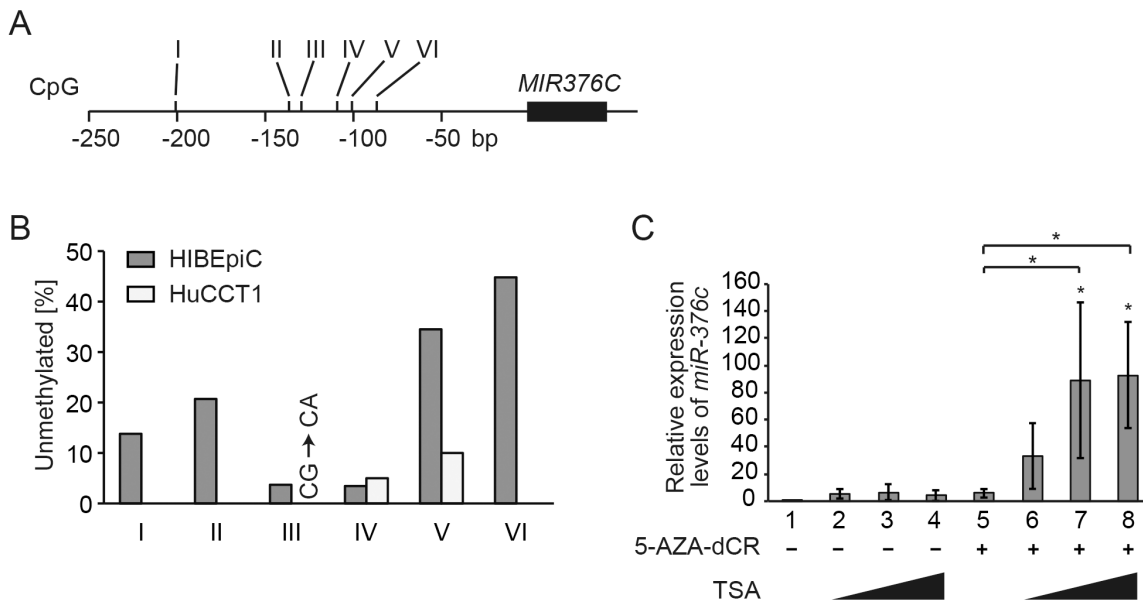 A
I II III IV V VI
CpG
MIR376C
-250 -200 -150 -100 -50 bp
B
Unmethylated [%]
50
40
30
20
10
0
HIBEpiC
HuCCT1
CG → CA
I II III IV V VI
C
Relative expression
levels of miR-376c
160
140
120
100
80
60
40
20
0
*
*
*
*
1 2 3 4 5 6 7 8
5-AZA-dCR – – – – + + + +
TSA